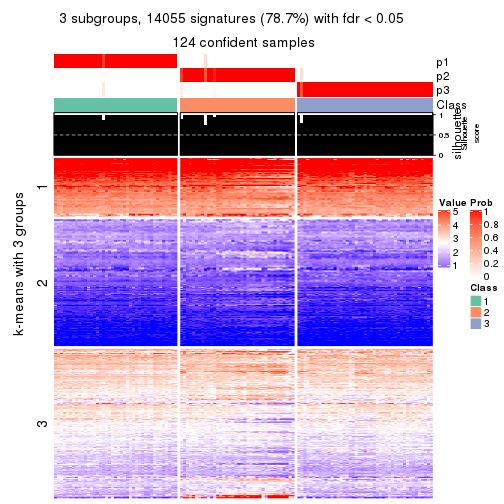 3 subgroups, 14055 signatures (78.7%) with fdr < 0.05
124 confident samples
p1
p2
p3
Class
1
0.5
0
silhouette
Silhouette
score
k-means with 3 groups
1
2
3
Value
5
4
3
2
1
Prob
1
0.8
0.6
0.4
0.2
0
Class
1
2
3